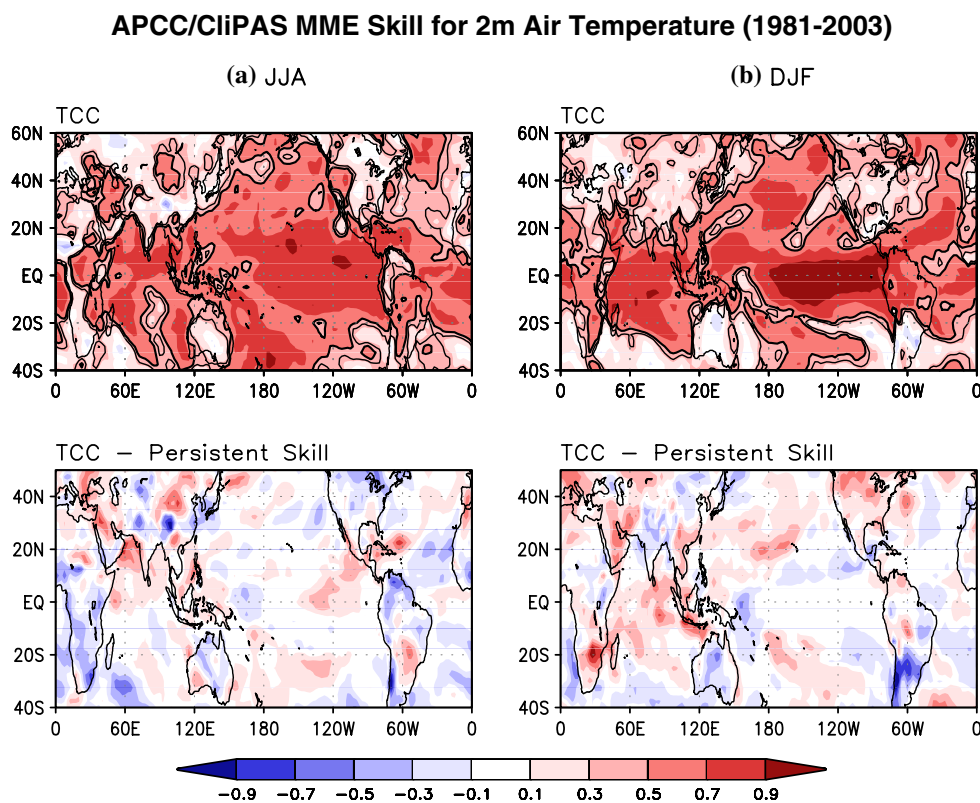 APCC/CliPAS MME Skill for 2m Air Temperature (1981-2003)
(a) JJA
(b) DJF
TCC
TCC
60N
40N
20N
EQ
20S
40S
0 60E 120E 180 120W 60W 0
60N
40N
20N
EQ
20S
40S
0 60E 120E 180 120W 60W 0
TCC – Persistent Skill
TCC – Persistent Skill
40N
20N
EQ
20S
40S
0 60E 120E 180 120W 60W 0
40N
20N
EQ
20S
40S
0 60E 120E 180 120W 60W 0
−0.9 −0.7 −0.5 −0.3 −0.1 0.1 0.3 0.5 0.7 0.9